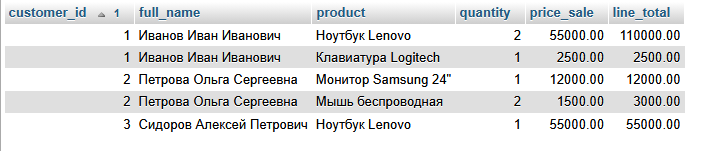 customer_id 1 full_name product quantity price_sale line_total
1 Иванов Иван Иванович Ноутбук Lenovo 2 55000.00 110000.00
1 Иванов Иван Иванович Клавиатура Logitech 1 2500.00 2500.00
2 Петрова Ольга Сергеевна Монитор Samsung 24" 1 12000.00 12000.00
2 Петрова Ольга Сергеевна Мышь беспроводная 2 1500.00 3000.00
3 Сидоров Алексей Петрович Ноутбук Lenovo 1 55000.00 55000.00